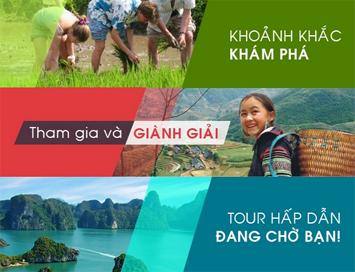 KHOẢNH KHẮC
KHÁM PHÁ
Tham gia và GIÀNH GIẢI
TOUR HẤP DẪN
ĐANG CHỜ BẠN!